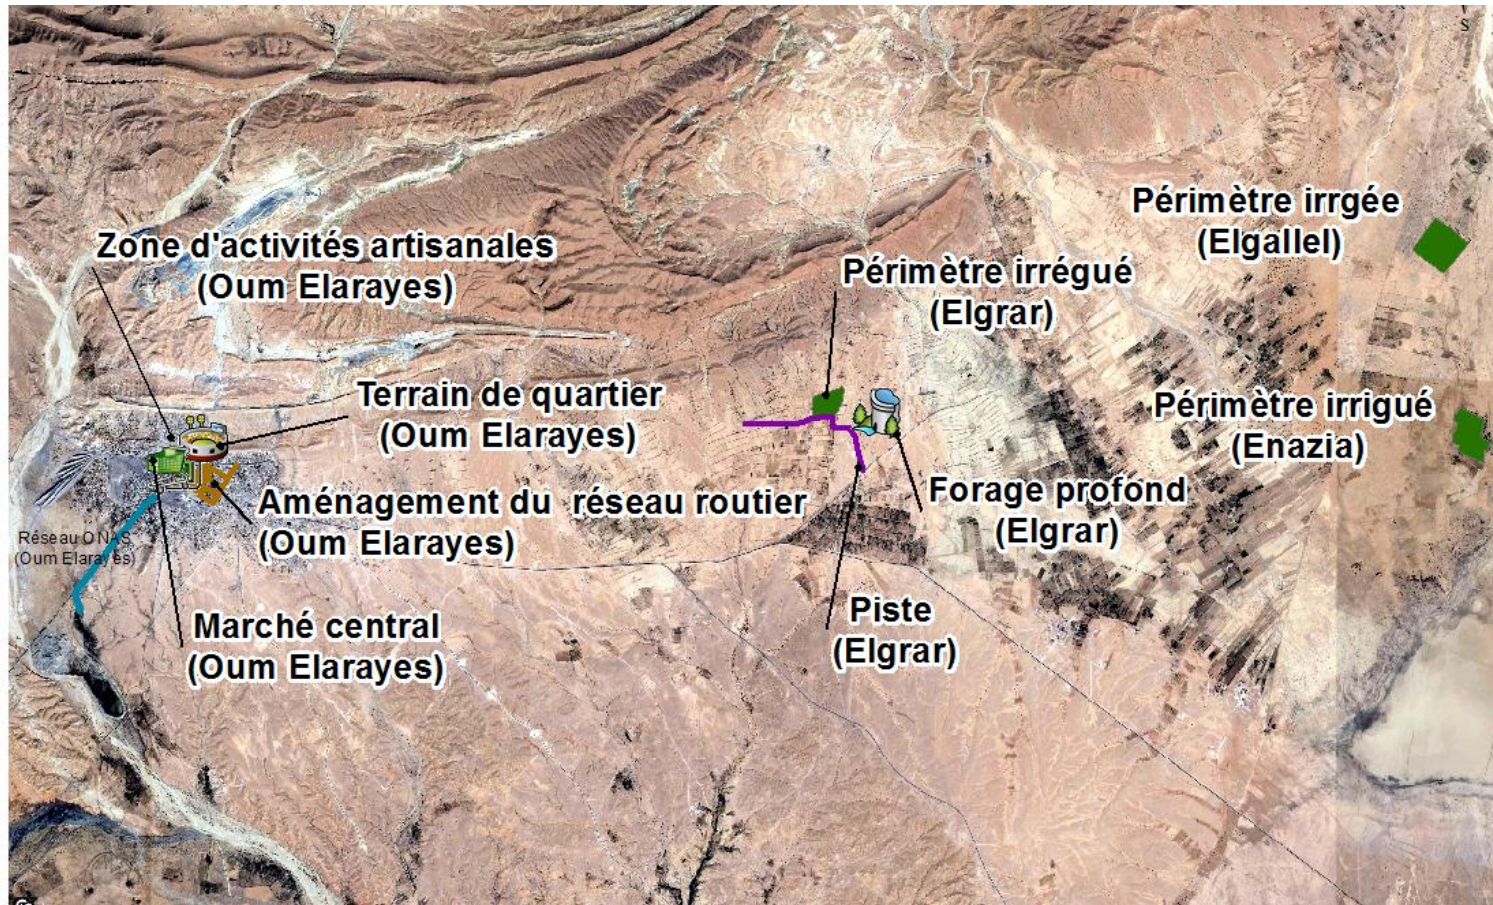 S
Périmètre irrgée
(Elgallel)
Zone d'activités artisanales
(Oum Elarayes)
Périmètre irrégué
(Elgrar)
Terrain de quartier
(Oum Elarayes)
Périmètre irrigué
(Enazia)
Aménagement du réseau routier
(Oum Elarayes)
Forage profond
(Elgrar)
Réseau ONAS
(Oum Elarayes)
Marché central
(Oum Elarayes)
Piste
(Elgrar)